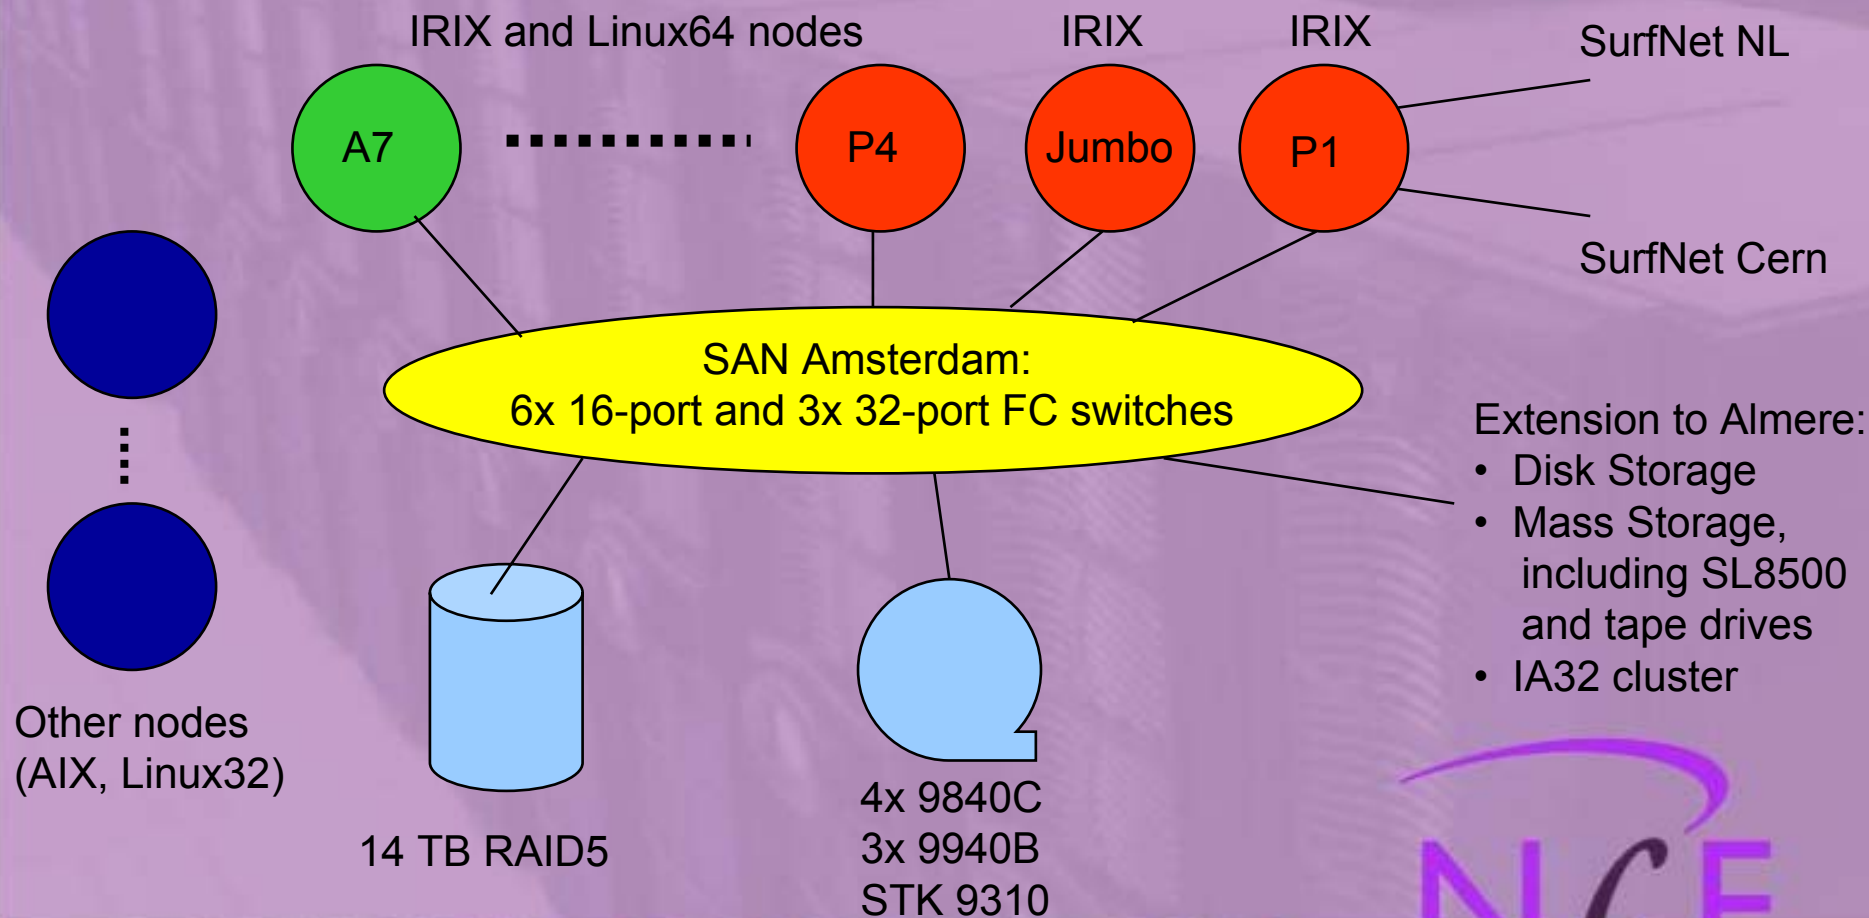 IRIX and Linux64 nodes
IRIX
IRIX
SurfNet NL
A7
P4
Jumbo
P1
SurfNet Cern
SAN Amsterdam:
6x 16-port and 3x 32-port FC switches
Extension to Almere:
• Disk Storage
• Mass Storage,
including SL8500
and tape drives
• IA32 cluster
Other nodes
(AIX, Linux32)
14 TB RAID5
4x 9840C
3x 9940B
STK 9310
NCF